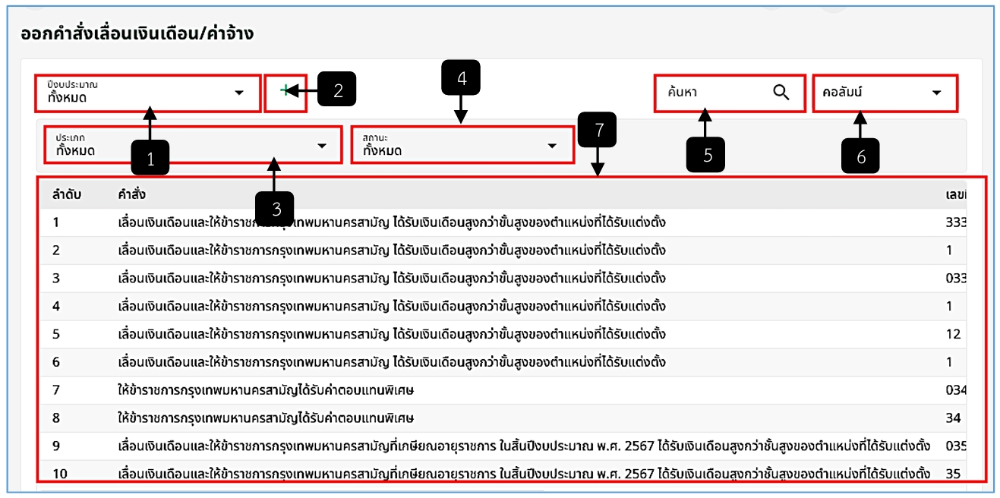 ออกคำสั่งเลื่อนเงินเดือน/ค่าจ้าง
ปีงบประมาณ
ทั้งหมด
2
4
ค้นหา
คอลัมน์
7
ประเภท
ทั้งหมด
สถานะ
ทั้งหมด
1
5
6
3
ลำดับ คำสั่ง
1 เลื่อนเงินเดือนและให้ข้าราชการกรุงเทพมหานครสามัญ ได้รับเงินเดือนสูงกว่าขั้นสูงของตำแหน่งที่ได้รับแต่งตั้ง 333
2 เลื่อนเงินเดือนและให้ข้าราชการกรุงเทพมหานครสามัญ ได้รับเงินเดือนสูงกว่าขั้นสูงของตำแหน่งที่ได้รับแต่งตั้ง 1
3 เลื่อนเงินเดือนและให้ข้าราชการกรุงเทพมหานครสามัญ ได้รับเงินเดือนสูงกว่าขั้นสูงของตำแหน่งที่ได้รับแต่งตั้ง 033
4 เลื่อนเงินเดือนและให้ข้าราชการกรุงเทพมหานครสามัญ ได้รับเงินเดือนสูงกว่าขั้นสูงของตำแหน่งที่ได้รับแต่งตั้ง 1
5 เลื่อนเงินเดือนและให้ข้าราชการกรุงเทพมหานครสามัญ ได้รับเงินเดือนสูงกว่าขั้นสูงของตำแหน่งที่ได้รับแต่งตั้ง 12
6 เลื่อนเงินเดือนและให้ข้าราชการกรุงเทพมหานครสามัญ ได้รับเงินเดือนสูงกว่าขั้นสูงของตำแหน่งที่ได้รับแต่งตั้ง 1
7 ให้ข้าราชการกรุงเทพมหานครสามัญได้รับค่าตอบแทนพิเศษ 034
8 ให้ข้าราชการกรุงเทพมหานครสามัญได้รับค่าตอบแทนพิเศษ 34
9 เลื่อนเงินเดือนและให้ข้าราชการกรุงเทพมหานครสามัญที่เกษียณอายุราชการ ในสิ้นปีงบประมาณ พ.ศ. 2567 ได้รับเงินเดือนสูงกว่าขั้นสูงของตำแหน่งที่ได้รับแต่งตั้ง 035
10 เลื่อนเงินเดือนและให้ข้าราชการกรุงเทพมหานครสามัญที่เกษียณอายุราชการ ในสิ้นปีงบประมาณ พ.ศ. 2567 ได้รับเงินเดือนสูงกว่าขั้นสูงของตำแหน่งที่ได้รับแต่งตั้ง 35